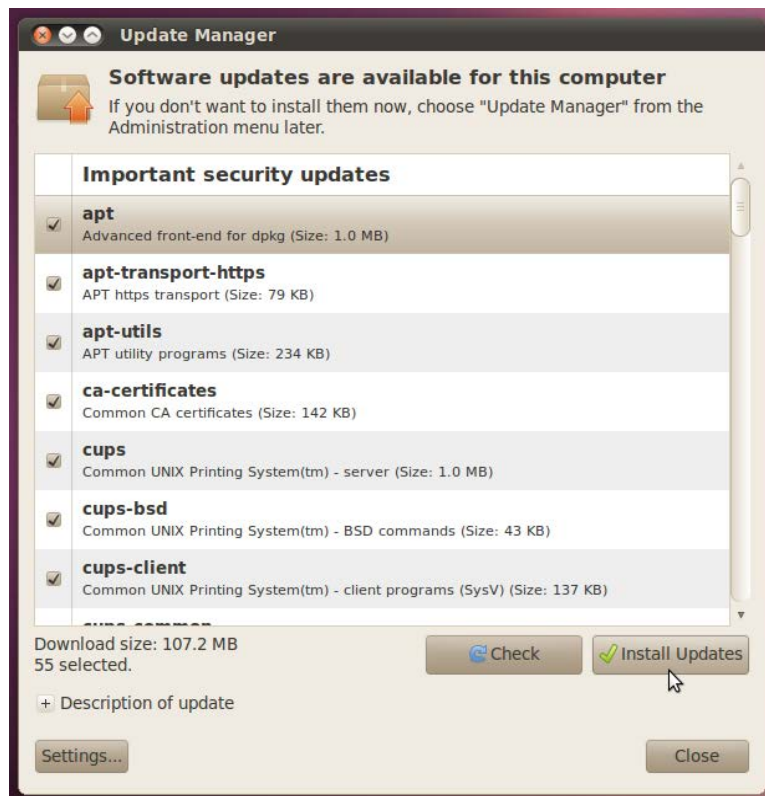 Update Manager
Software updates are available for this computer
If you don't want to install them now, choose "Update Manager" from the
Administration menu later.
Important security updates
apt
Advanced front-end for dpkg (Size: 1.0 MB)
apt-transport-https
APT https transport (Size: 79 KB)
apt-utils
APT utility programs (Size: 234 KB)
ca-certificates
Common CA certificates (Size: 142 KB)
cups
Common UNIX Printing System(tm) - server (Size: 1.0 MB)
cups-bsd
Common UNIX Printing System(tm) - BSD commands (Size: 43 KB)
cups-client
Common UNIX Printing System(tm) - client programs (SysV) (Size: 137 KB)
cups-common
Download size: 107.2 MB
55 selected.
Check
Install Updates
Description of update
Settings...
Close